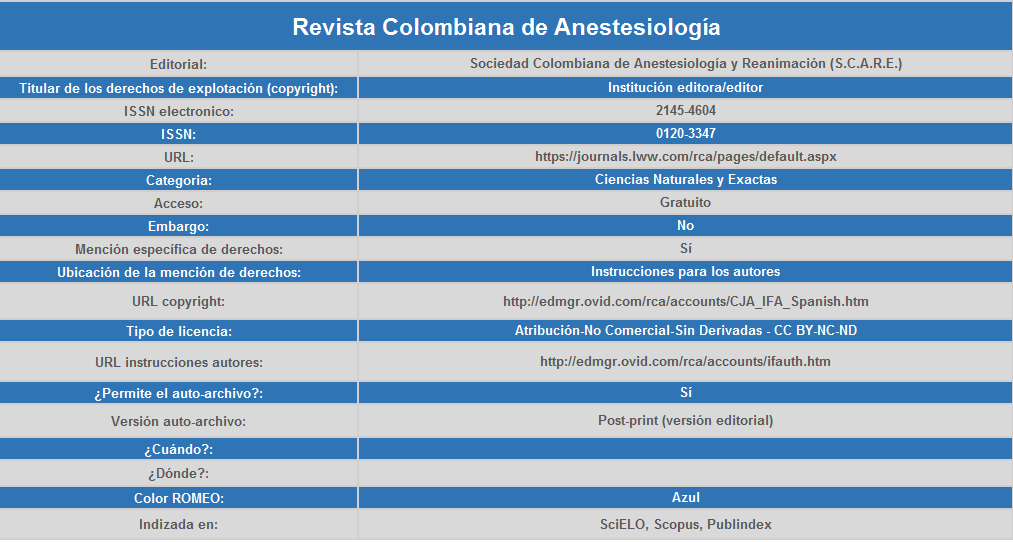 Revista Colombiana de Anestesiología
Editorial: Sociedad Colombiana de Anestesiología y Reanimación (S.C.A.R.E.)
Titular de los derechos de explotación (copyright): Institución editora/editor
ISSN electronico: 2145-4604
ISSN: 0120-3347
URL: https://journals.lww.com/rca/pages/default.aspx
Categoria: Ciencias Naturales y Exactas
Acceso: Gratuito
Embargo: No
Mención específica de derechos: Sí
Ubicación de la mención de derechos: Instrucciones para los autores
URL copyright: http://edmgr.ovid.com/rca/accounts/CJA_IFA_Spanish.htm
Tipo de licencia: Atribución-No Comercial-Sin Derivadas - CC BY-NC-ND
URL instrucciones autores: http://edmgr.ovid.com/rca/accounts/ifauth.htm
¿Permite el auto-archivo?: Sí
Versión auto-archivo: Post-print (versión editorial)
¿Cuándo?:
¿Dónde?:
Color ROMEO: Azul
Indizada en: SciELO, Scopus, Publindex